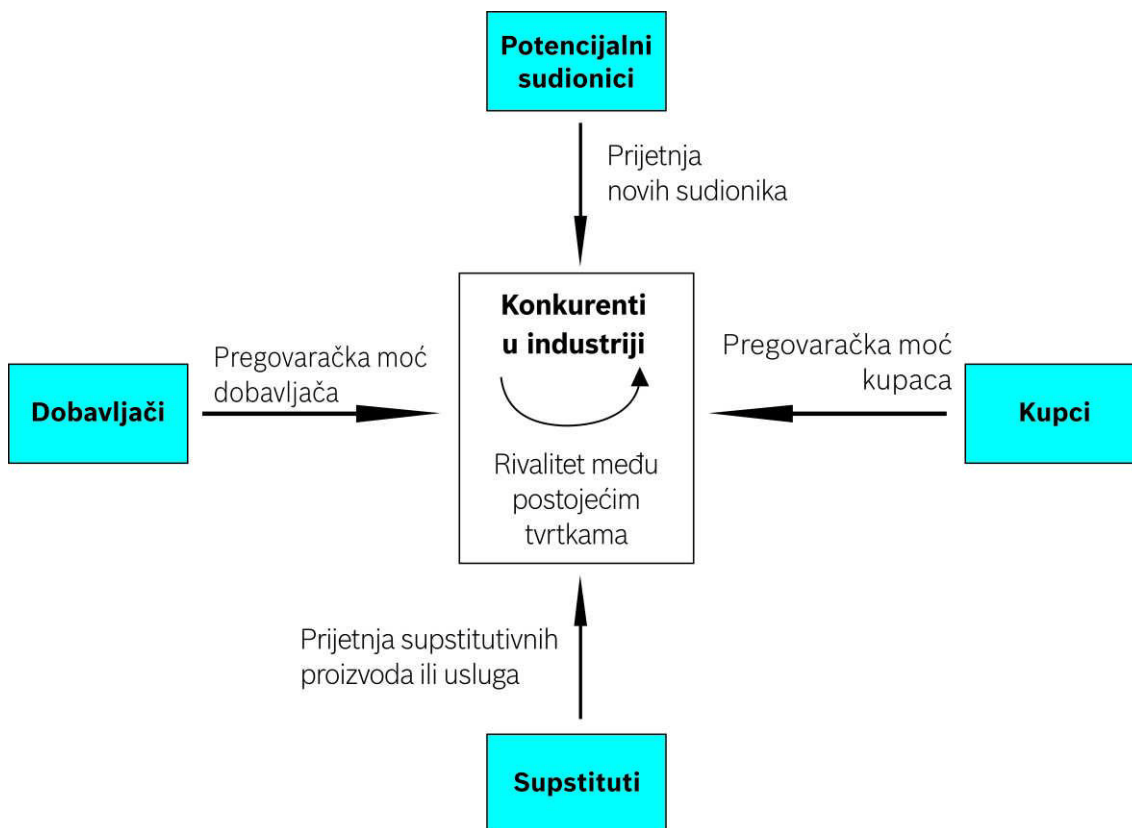 Potencijalni
sudionici
Prijetnja
novih sudionika
Konkurenti
u industriji
Pregovaračka moć
dobavljača
Pregovaračka moć
kupaca
Dobavljači
Kupci
Rivalitet među
postojećim
tvrtkama
Prijetnja supstitutivnih
proizvoda ili usluga
Supstituti